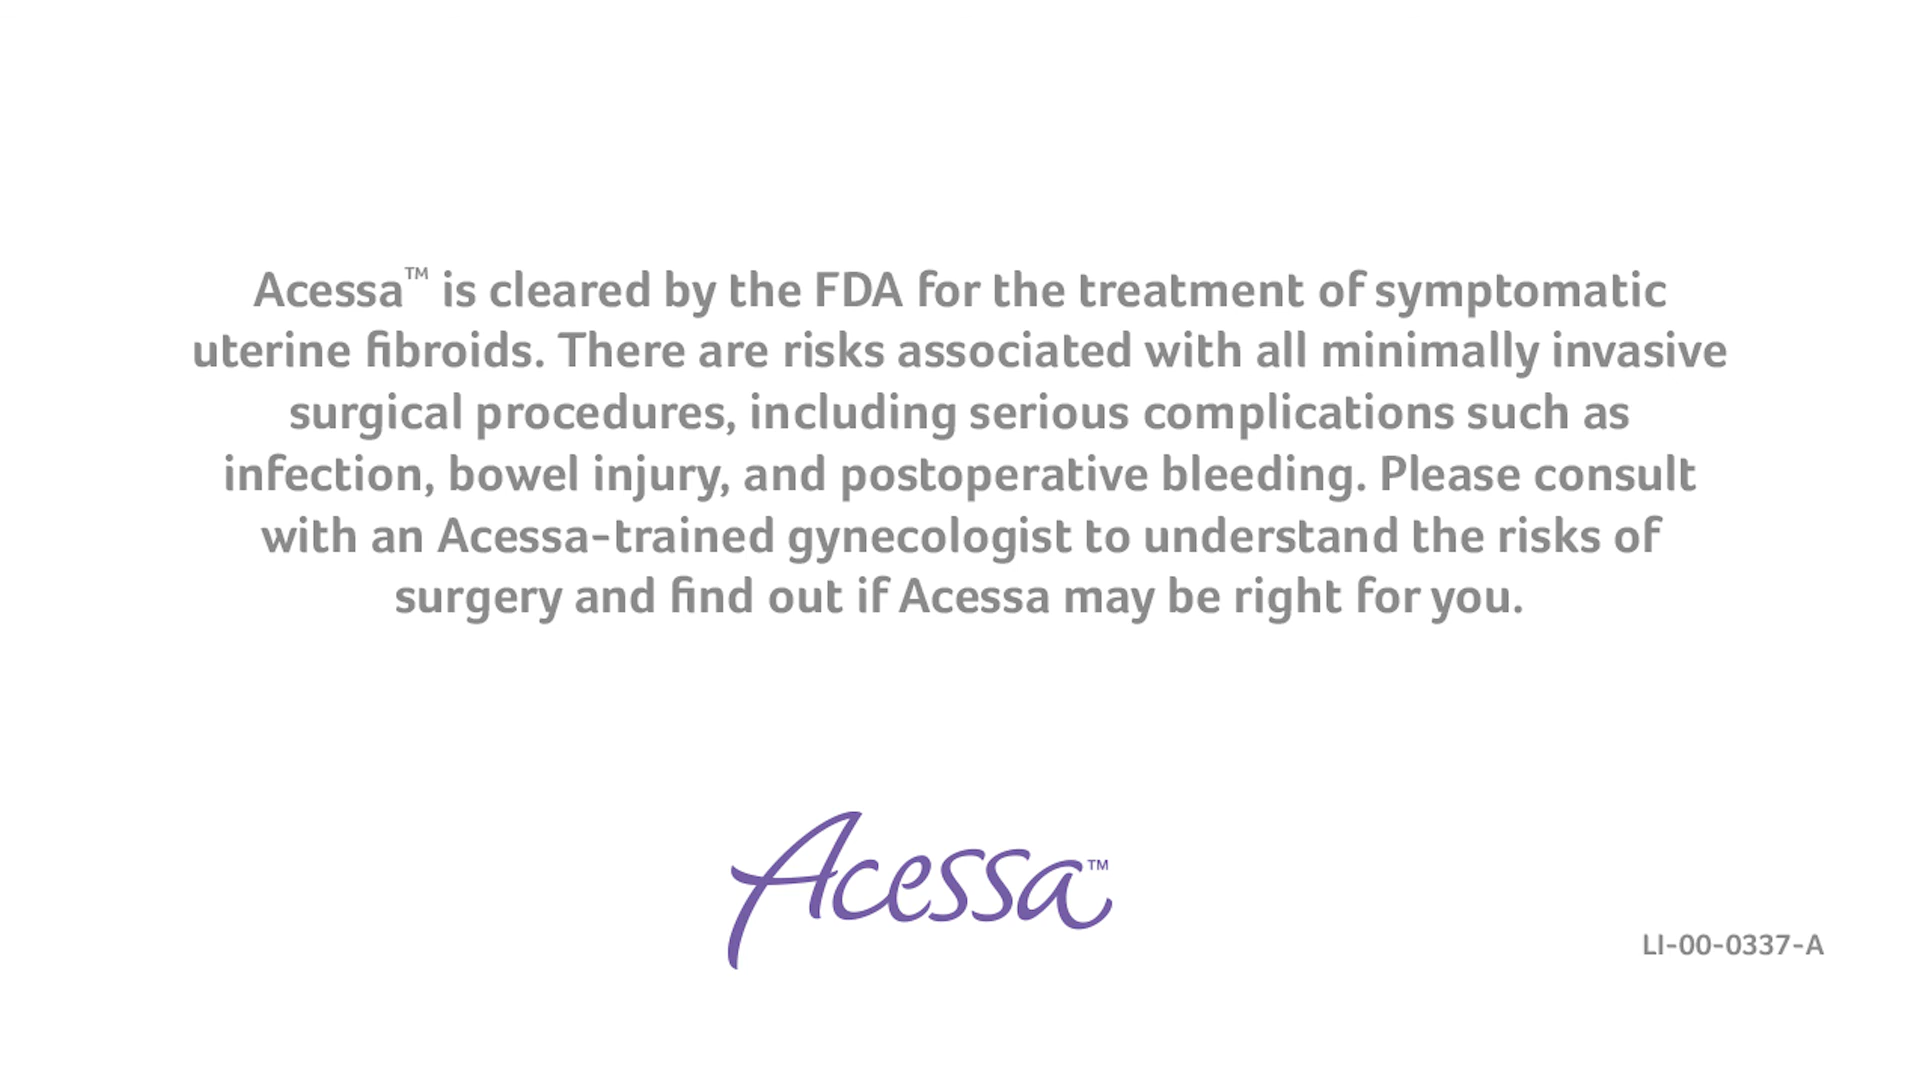 Acessa™ is cleared by the FDA for the treatment of symptomatic
uterine fibroids. There are risks associated with all minimally invasive
surgical procedures, including serious complications such as
infection, bowel injury, and postoperative bleeding. Please consult
with an Acessa-trained gynecologist to understand the risks of
surgery and find out if Acessa may be right for you.
Acessa™
LI-00-0337-A